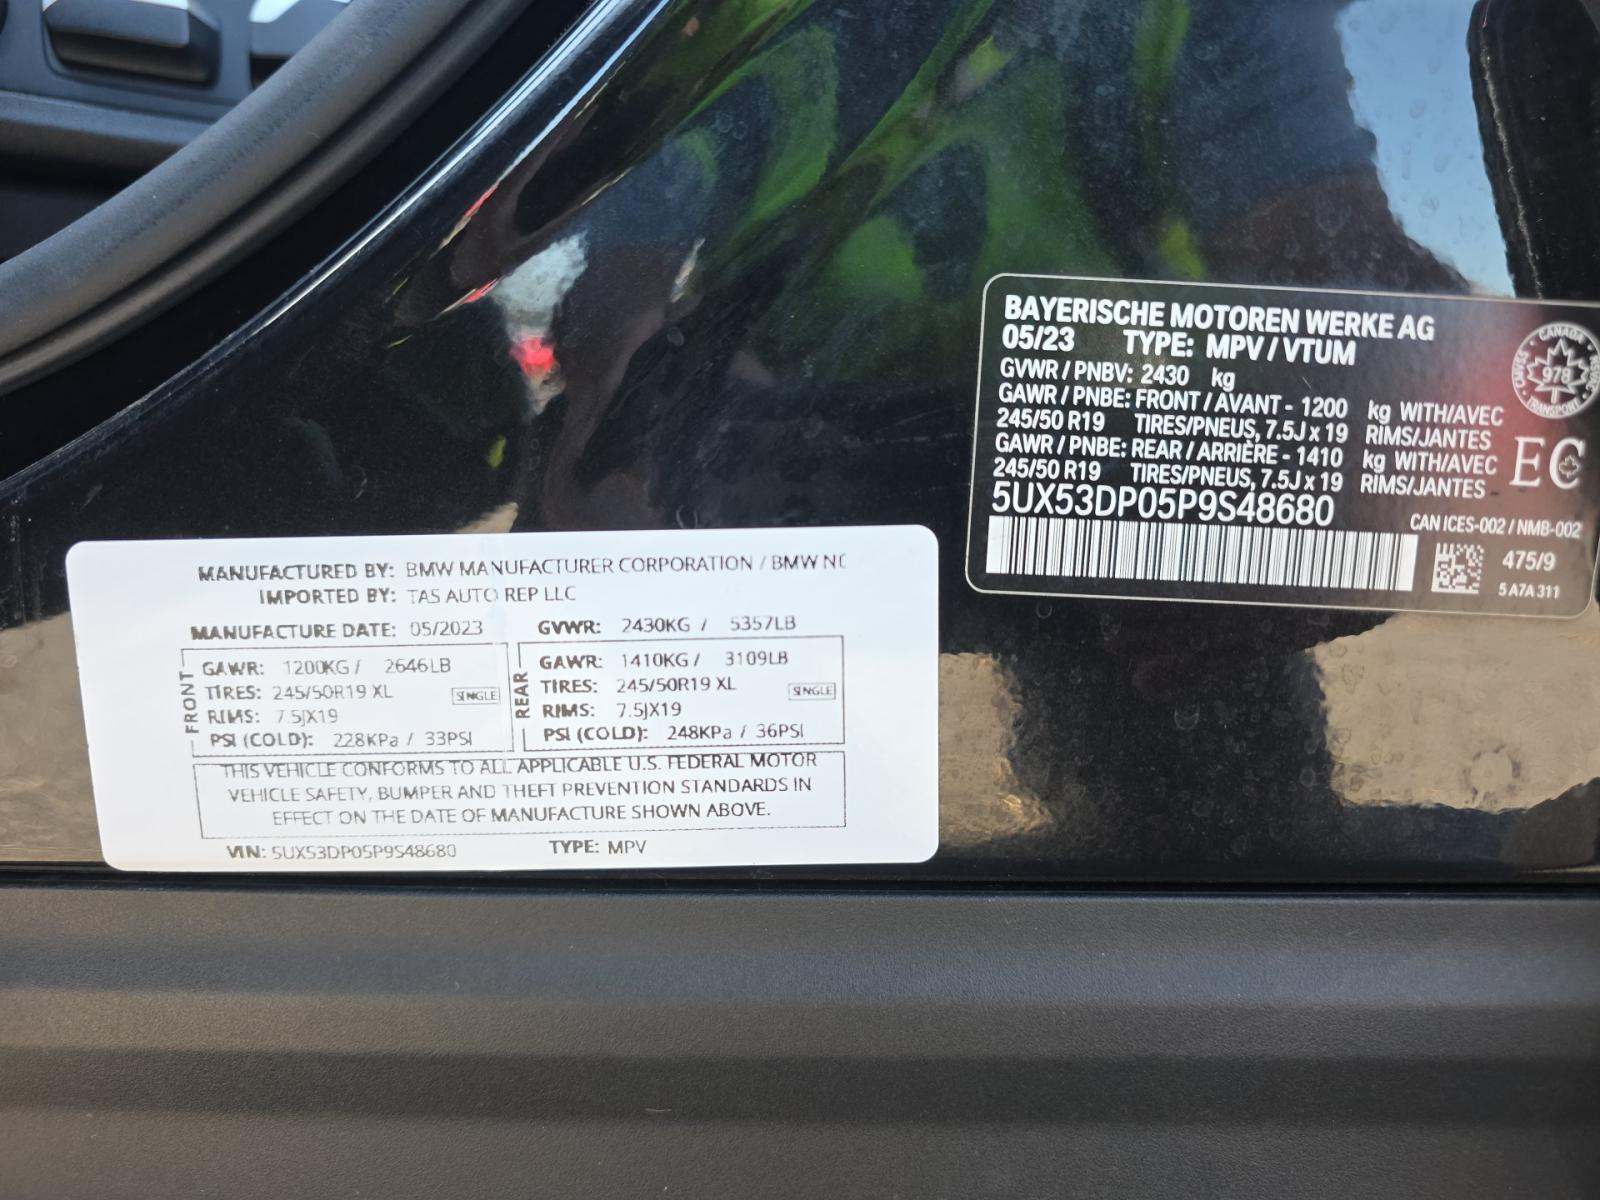 BAYERISCHE MOTOREN WERKE AG
05/23 TYPE: MPV / VTUM
GVWR / PNBV: 2430 kg
GAWR / PNBE: FRONT / AVANT - 1200 kg WITH/AVEC
245/50 R19 TIRES/PNEUS, 7.5J x 19 RIMS/JANTES
GAWR / PNBE: REAR / ARRIÈRE - 1410 kg WITH/AVEC
245/50 R19 TIRES/PNEUS, 7.5J x 19 RIMS/JANTES
5UX53DP05P9S48680
CAN ICES-002 / NMB-002
475/9
5 A7A 311
CANADA
978
TRANSPORT
EC
MANUFACTURED BY: BMW MANUFACTURER CORPORATION / BMW NC
IMPORTED BY: TAS AUTO REP LLC
MANUFACTURE DATE: 05/2023 GVWR: 2430KG / 5357LB
FRONT
GAWR: 1200KG / 2646LB
TIRES: 245/50R19 XL SINGLE
RIMS: 7.5JX19
PSI (COLD): 228KPa / 33PSI
REAR
GAWR: 1410KG / 3109LB
TIRES: 245/50R19 XL SINGLE
RIMS: 7.5JX19
PSI (COLD): 248KPa / 36PSI
THIS VEHICLE CONFORMS TO ALL APPLICABLE U.S. FEDERAL MOTOR
VEHICLE SAFETY, BUMPER AND THEFT PREVENTION STANDARDS IN
EFFECT ON THE DATE OF MANUFACTURE SHOWN ABOVE.
VIN: 5UX53DP05P9S48680 TYPE: MPV